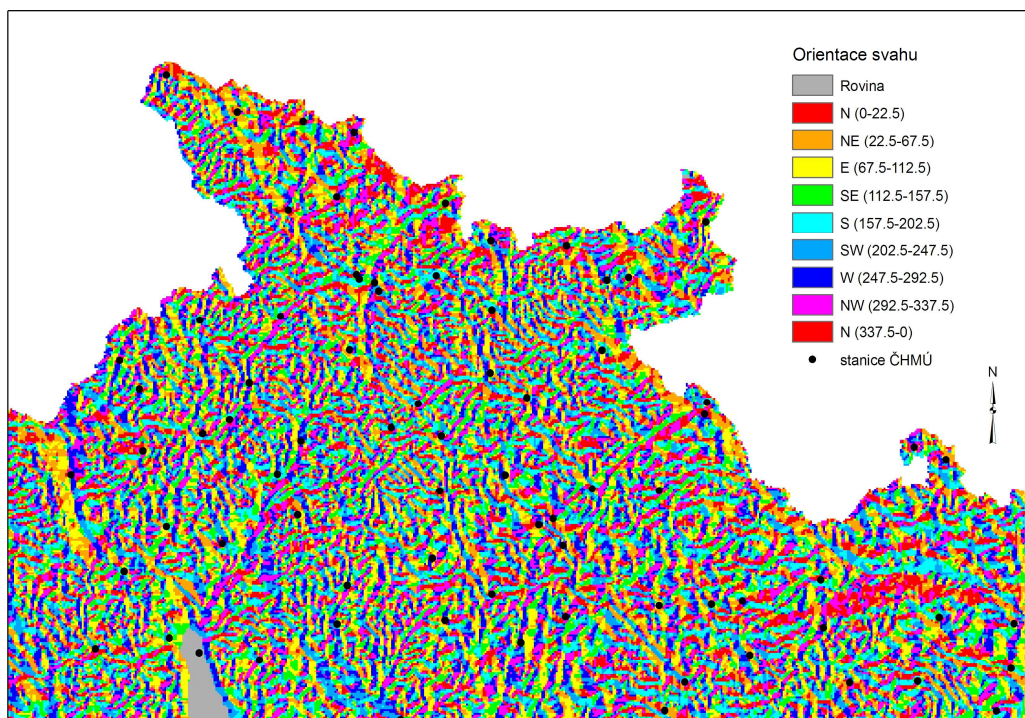 Orientace svahu
Rovina
N (0-22.5)
NE (22.5-67.5)
E (67.5-112.5)
SE (112.5-157.5)
S (157.5-202.5)
SW (202.5-247.5)
W (247.5-292.5)
NW (292.5-337.5)
N (337.5-0)
stanice ČHMÚ
N